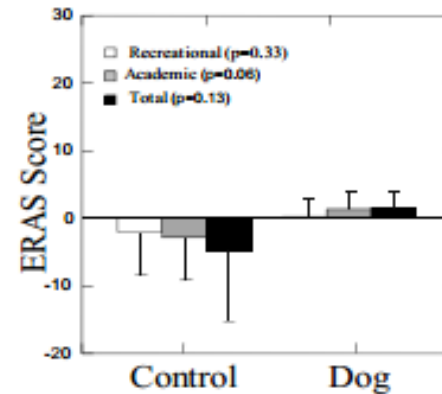 30
20
10
0
-10
-20
ERAS Score
Recreational (p=0.33)
Academic (p=0.06)
Total (p=0.13)
Control
Dog